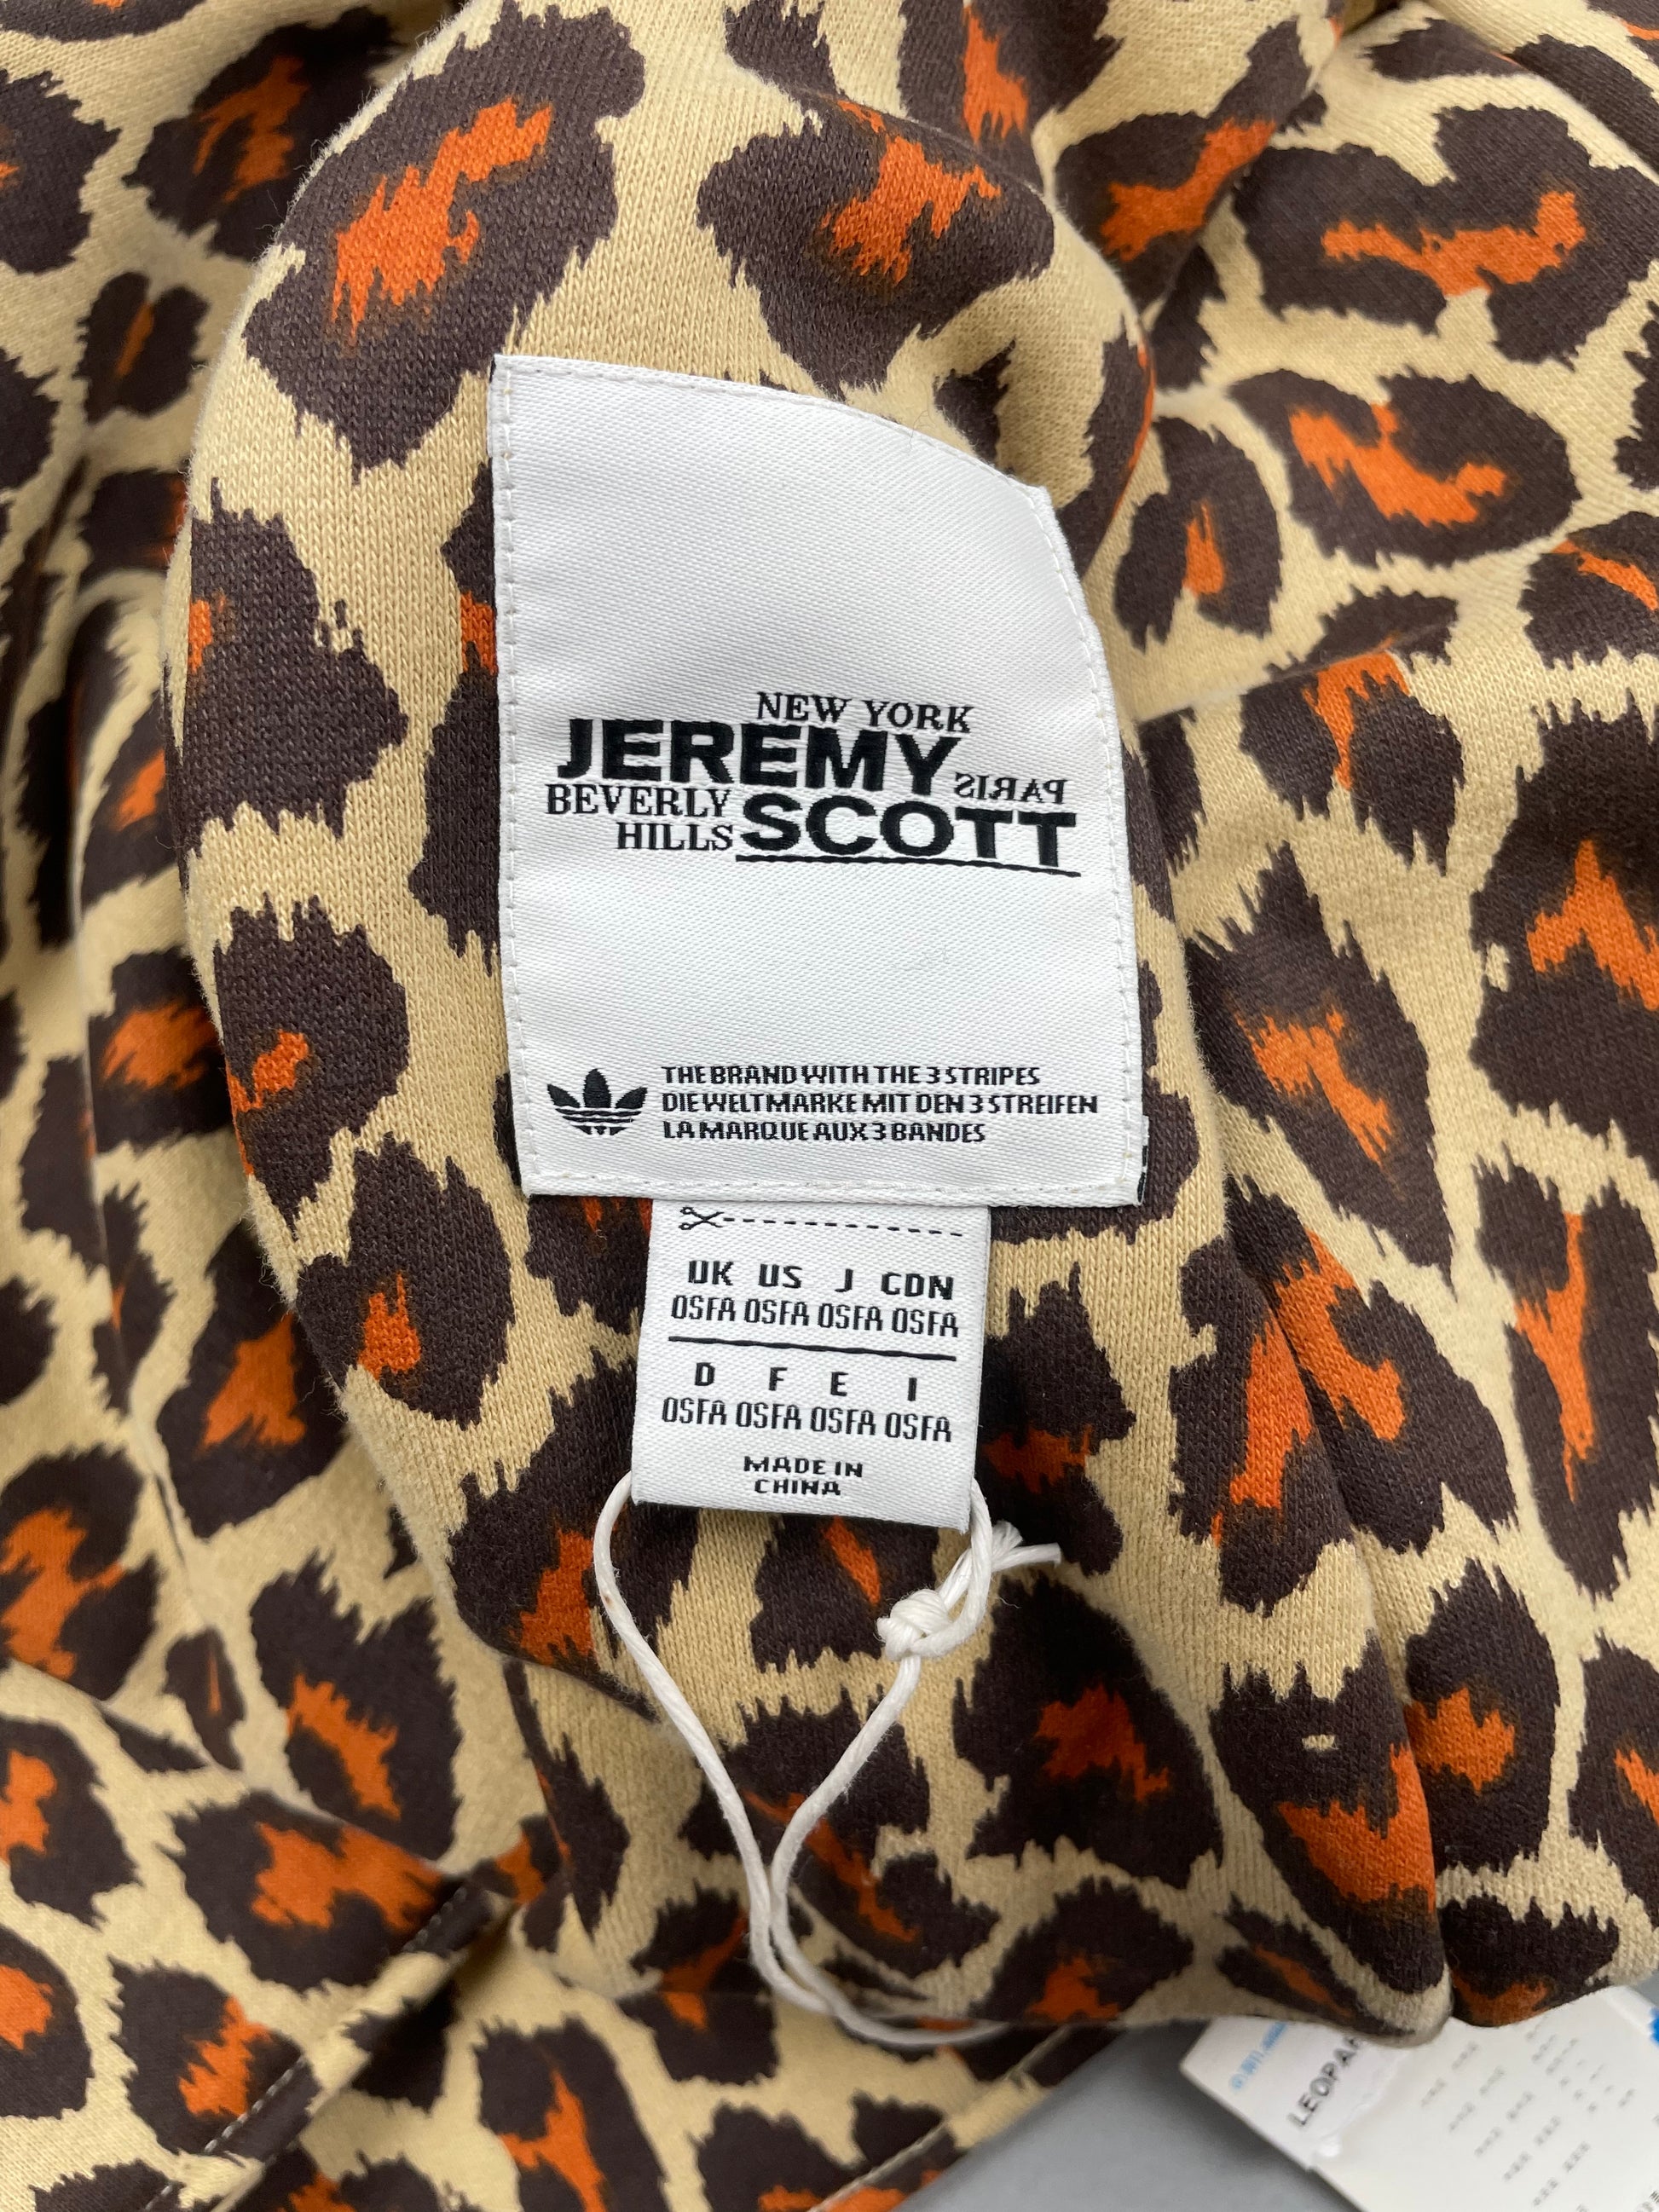 NEW YORK
JEREMY
PARIS
BEVERLY
HILLS
SCOTT
THE BRAND WITH THE 3 STRIPES
DIE WELTMARKE MIT DEN 3 STREIFEN
LA MARQUE AUX 3 BANDES
UK US J CDN
OSFA OSFA OSFA OSFA
D F E I
OSFA OSFA OSFA OSFA
MADE IN
CHINA